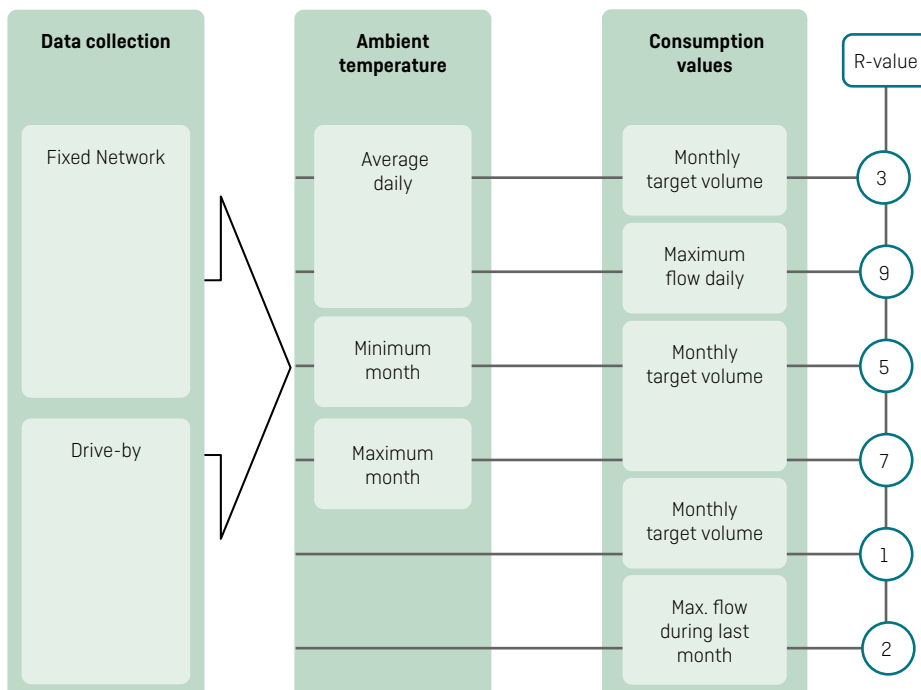 Data collection
Fixed Network
Drive-by
Ambient
temperature
Average
daily
Minimum
month
Maximum
month
Consumption
values
Monthly
target volume
Maximum
flow daily
Monthly
target volume
Monthly
target volume
Max. flow
during last
month
R-value
3
9
5
7
1
2